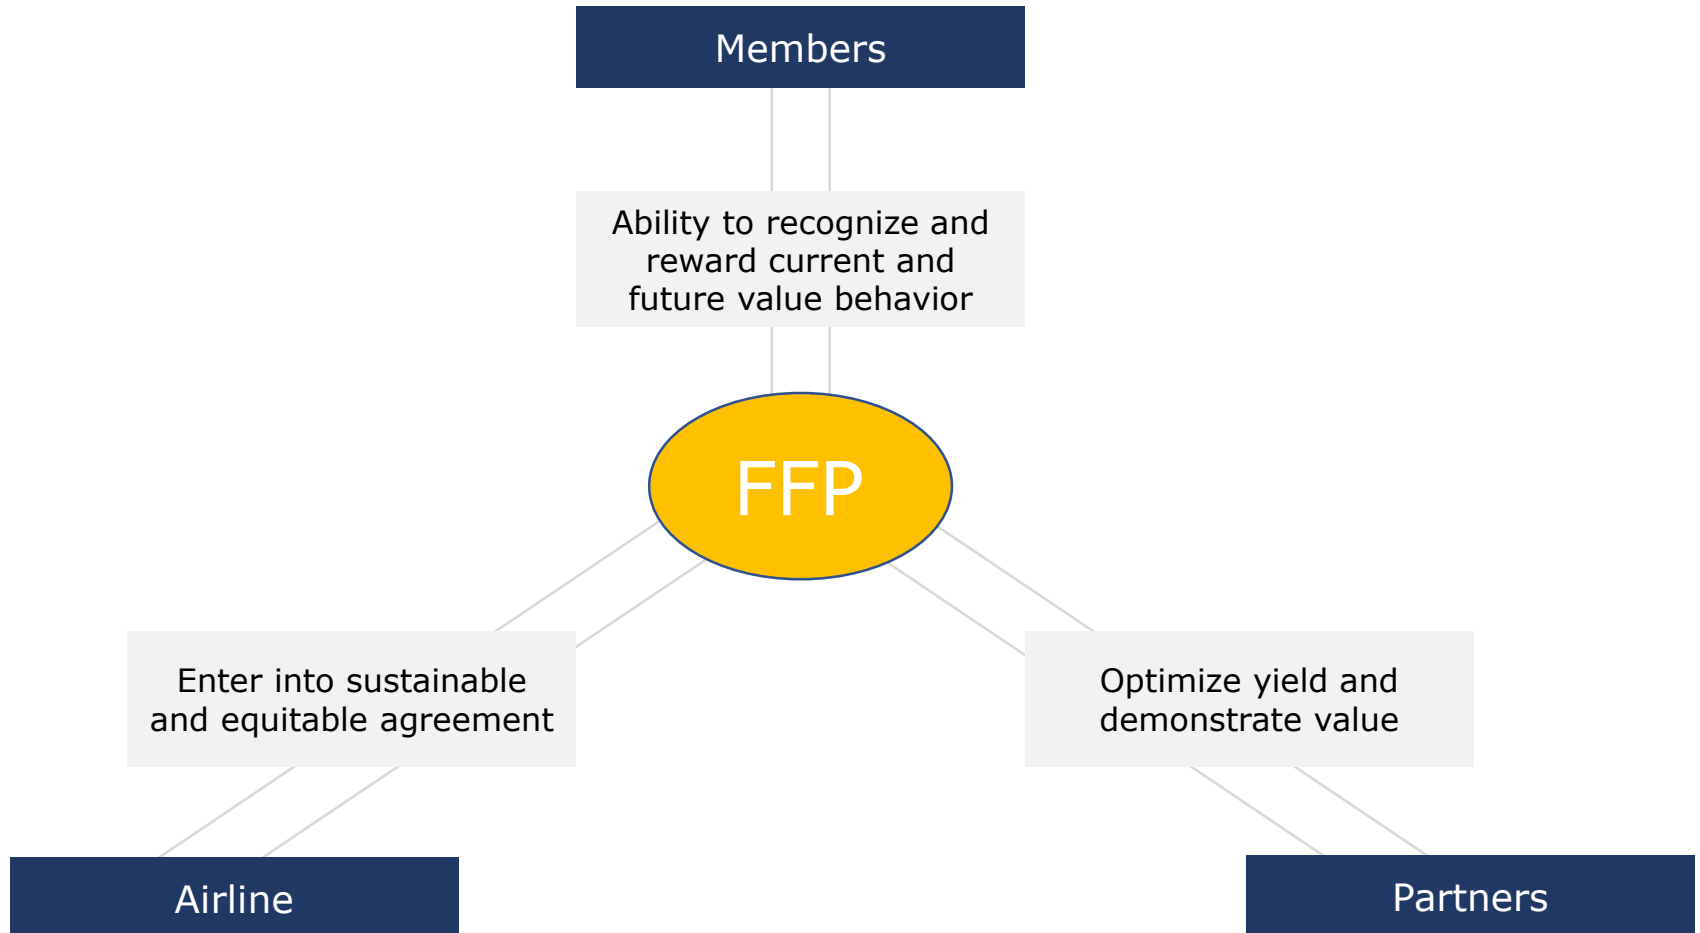 Members
Ability to recognize and
reward current and
future value behavior
FFP
Enter into sustainable
and equitable agreement
Optimize yield and
demonstrate value
Airline
Partners